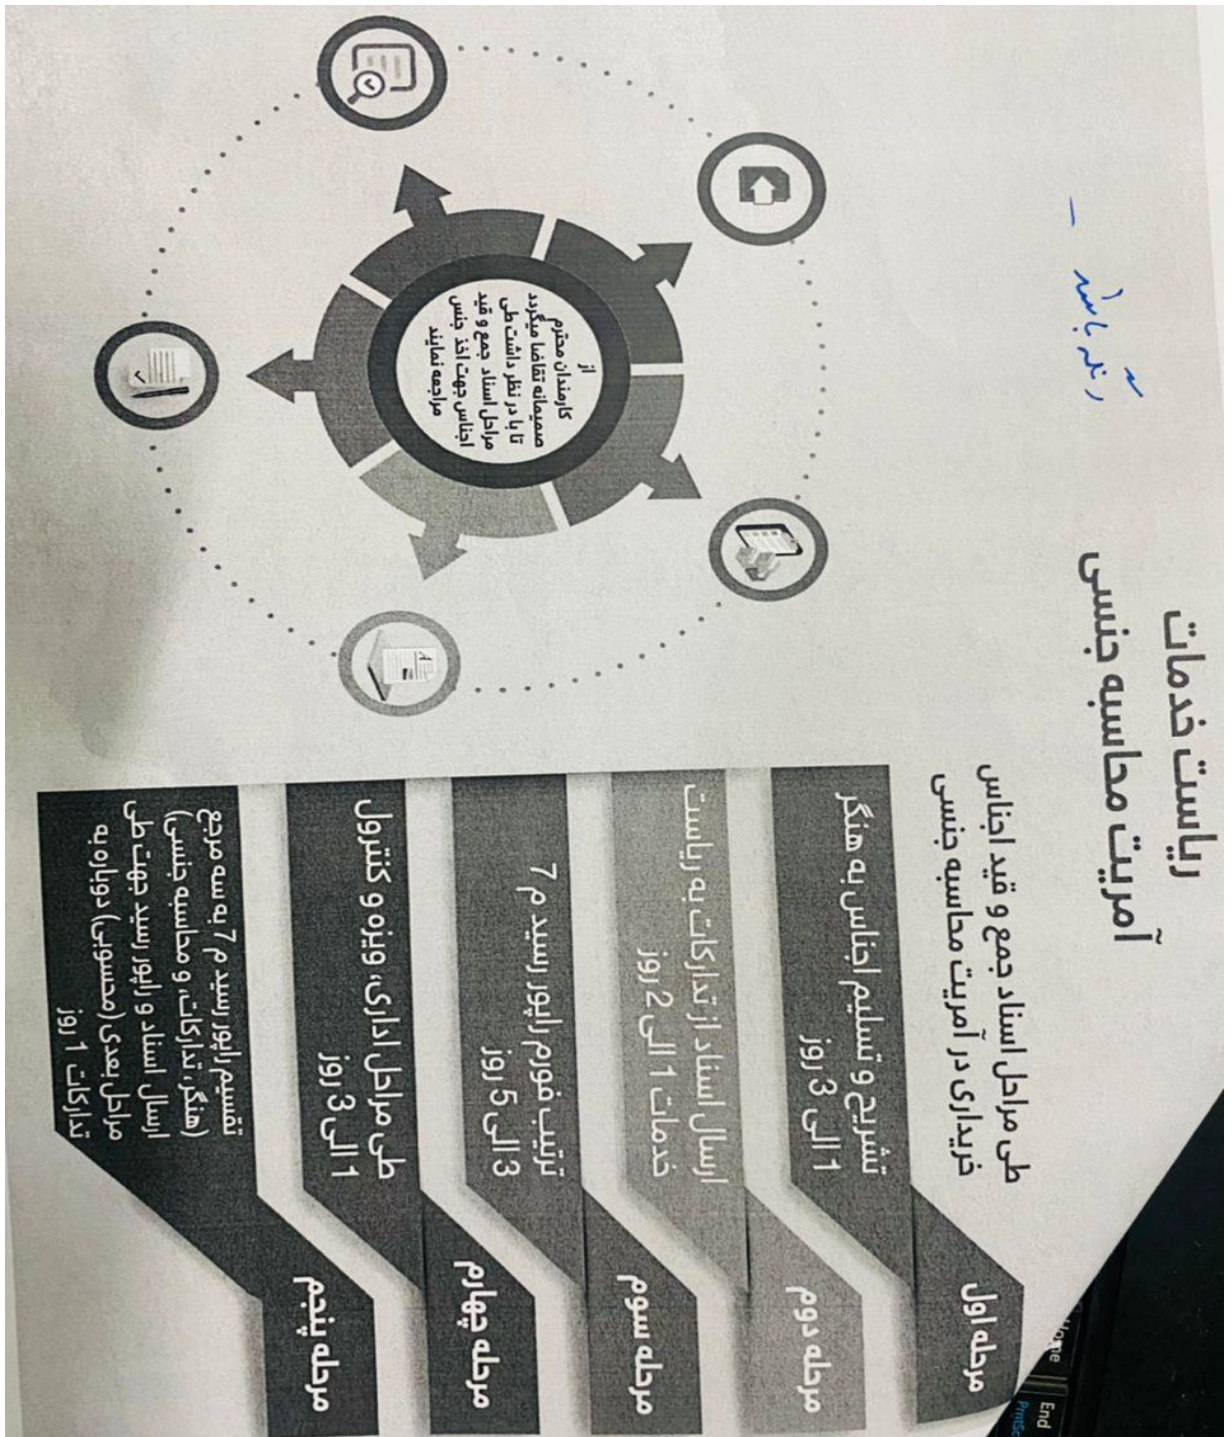 ریاست خدمات
آمریت محاسبه جنسی
رنگه باشد
طی مراحل اسناد جمع و قید اجناس
خریداری در آمریت محاسبه جنسی
مرحله اول
تشریح و تسلیم اجناس به هنگر
1 الی 3 روز
مرحله دوم
ارسال اسناد از تدارکات به ریاست
خدمات 1 الی 2 روز
مرحله سوم
ترتیب فورم راپور رسید م 7
3 الی 5 روز
مرحله چهارم
طی مراحل اداری، ویزه و کنترول
1 الی 3 روز
مرحله پنجم
تقسیم راپور رسید م 7 به سه مرجع
(هنگر، تدارکات، و محاسبه جنسی)
ارسال اسناد و راپور رسید جهت طی
مراحل بعدی (محسوبی) دوباره به
تدارکات 1 روز
از
کارمندان محترم
صمیمانه تقاضا میگردد
تا با در نظر داشت طی
مراحل اسناد جمع و قید
اجناس جهت اخذ جنس
مراجعه نمایند
Home
End